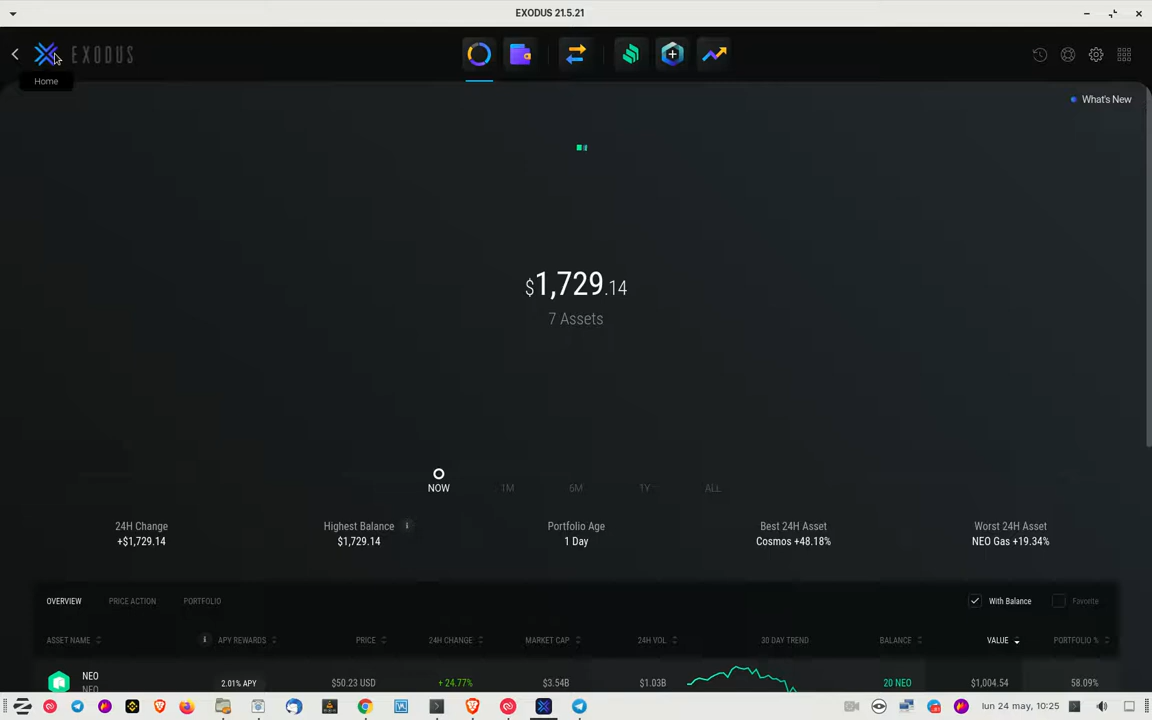 EXODUS 21.5.21
EXODUS
Home
What's New
$1,729.14
7 Assets
NOW 1M 6M 1Y ALL
24H Change Highest Balance Portfolio Age Best 24H Asset Worst 24H Asset
+$1,729.14 $1,729.14 1 Day Cosmos +48.18% NEO Gas +19.34%
OVERVIEW PRICE ACTION PORTFOLIO With Balance Favorite
ASSET NAME APY REWARDS PRICE 24H CHANGE MARKET CAP 24H VOL 30 DAY TREND BALANCE VALUE PORTFOLIO %
NEO
NEO 2.01% APY $50.23 USD + 24.77% $3.54B $1.03B 20 NEO $1,004.54 58.09%
lun 24 may, 10:25